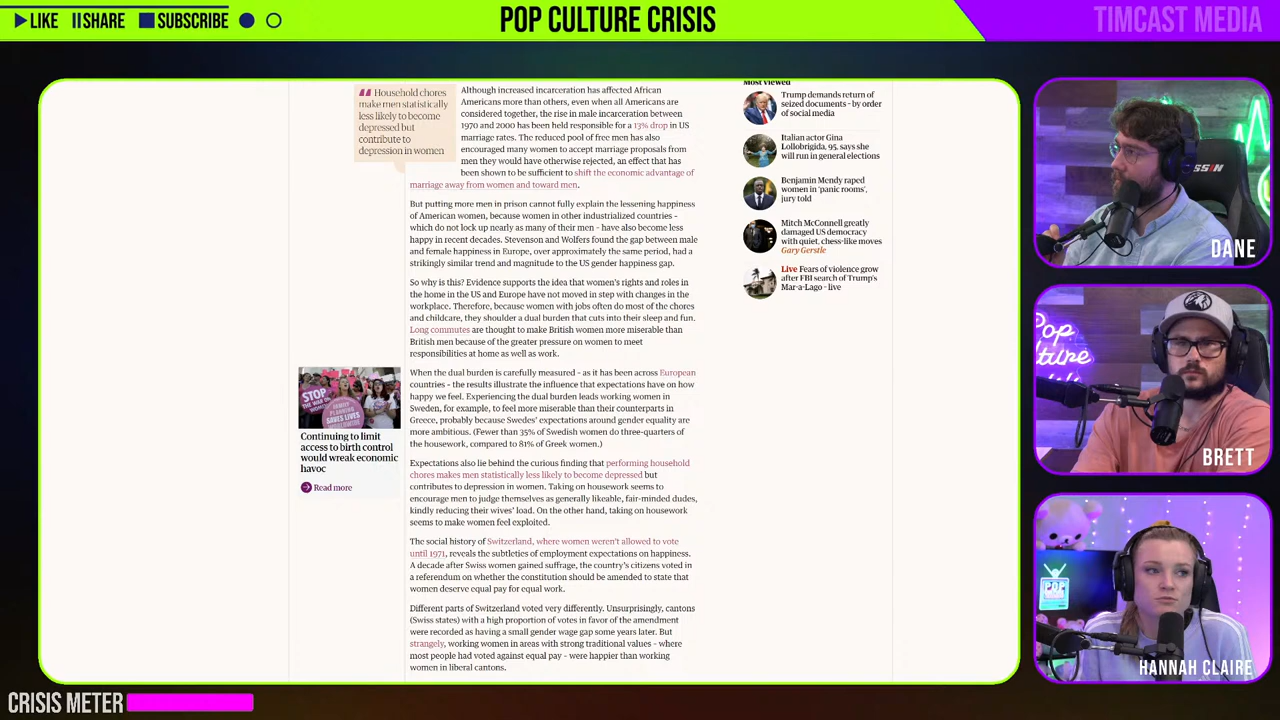 LIKE SHARE SUBSCRIBE
POP CULTURE CRISIS
TIMCAST MEDIA
Household chores
make men statistically
less likely to become
depressed but
contribute to
depression in women
Although increased incarceration has affected African
Americans more than others, even when all Americans are
considered together, the rise in male incarceration between
1970 and 2000 has been held responsible for a 13% drop in US
marriage rates. The reduced pool of free men has also
encouraged many women to accept marriage proposals from
men they would have otherwise rejected, an effect that has
been shown to be sufficient to shift the economic advantage of
marriage away from women and toward men.
But putting more men in prison cannot fully explain the lessening happiness
of American women, because women in other industrialized countries –
which do not lock up nearly as many of their men – have also become less
happy in recent decades. Stevenson and Wolfers found the gap between male
and female happiness in Europe, over approximately the same period, had a
strikingly similar trend and magnitude to the US gender happiness gap.
So why is this? Evidence supports the idea that women's rights and roles in
the home in the US and Europe have not moved in step with changes in the
workplace. Therefore, because women with jobs often do most of the chores
and childcare, they shoulder a dual burden that cuts into their sleep and fun.
Long commutes are thought to make British women more miserable than
British men because of the greater pressure on women to meet
responsibilities at home as well as work.
When the dual burden is carefully measured – as it has been across European
countries – the results illustrate the influence that expectations have on how
happy we feel. Experiencing the dual burden leads working women in
Sweden, for example, to feel more miserable than their counterparts in
Greece, probably because Swedes' expectations around gender equality are
more ambitious. (Fewer than 35% of Swedish women do three-quarters of
the housework, compared to 81% of Greek women.)
Expectations also lie behind the curious finding that performing household
chores makes men statistically less likely to become depressed but
contributes to depression in women. Taking on housework seems to
encourage men to judge themselves as generally likeable, fair-minded dudes,
kindly reducing their wives' load. On the other hand, taking on housework
seems to make women feel exploited.
The social history of Switzerland, where women weren't allowed to vote
until 1971, reveals the subtleties of employment expectations on happiness.
A decade after Swiss women gained suffrage, the country's citizens voted in
a referendum on whether the constitution should be amended to state that
women deserve equal pay for equal work.
Different parts of Switzerland voted very differently. Unsurprisingly, cantons
(Swiss states) with a high proportion of votes in favor of the amendment
were recorded as having a small gender wage gap some years later. But
strangely, working women in areas with strong traditional values – where
most people had voted against equal pay – were happier than working
women in liberal cantons.
STOP THE
WAR ON
FAMILY
PLANNING
SAVES LIVES
Continuing to limit
access to birth control
would wreak economic
havoc
Read more
Most viewed
Trump demands return of
seized documents – by order
of social media
Italian actor Gina
Lollobrigida, 95, says she
will run in general elections
Benjamin Mendy raped
women in 'panic rooms',
jury told
Mitch McConnell greatly
damaged US democracy
with quiet, chess-like moves
Gary Gerstle
Live Fears of violence grow
after FBI search of Trump's
Mar-a-Lago – live
DANE
Pop
BRETT
POP
HANNAH CLAIRE
CRISIS METER